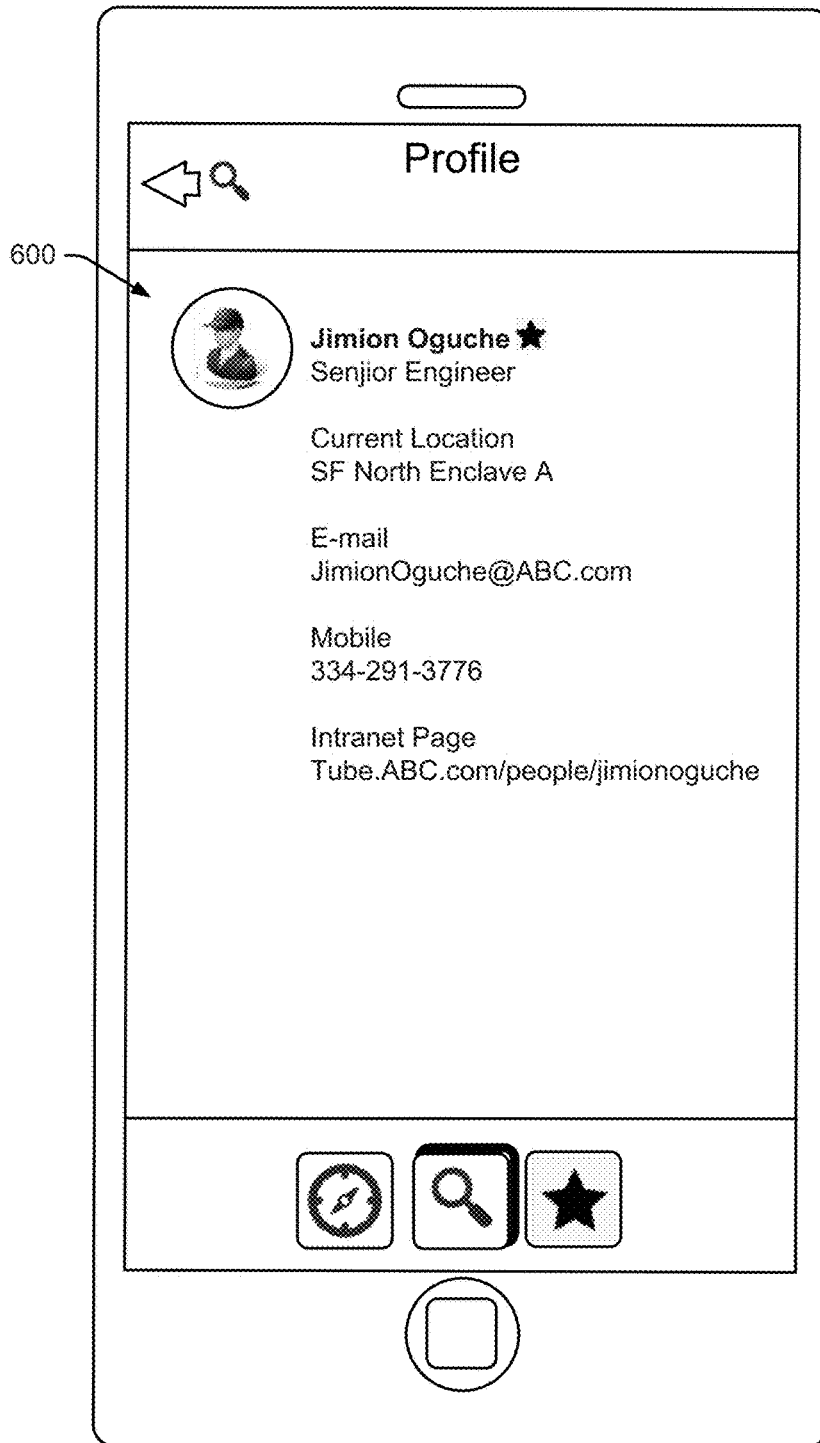 Profile
600
Jimion Oguche
Senjior Engineer
Current Location
SF North Enclave A
E-mail
JimionOguche@ABC.com
Mobile
334-291-3776
Intranet Page
Tube.ABC.com/people/jimionoguche